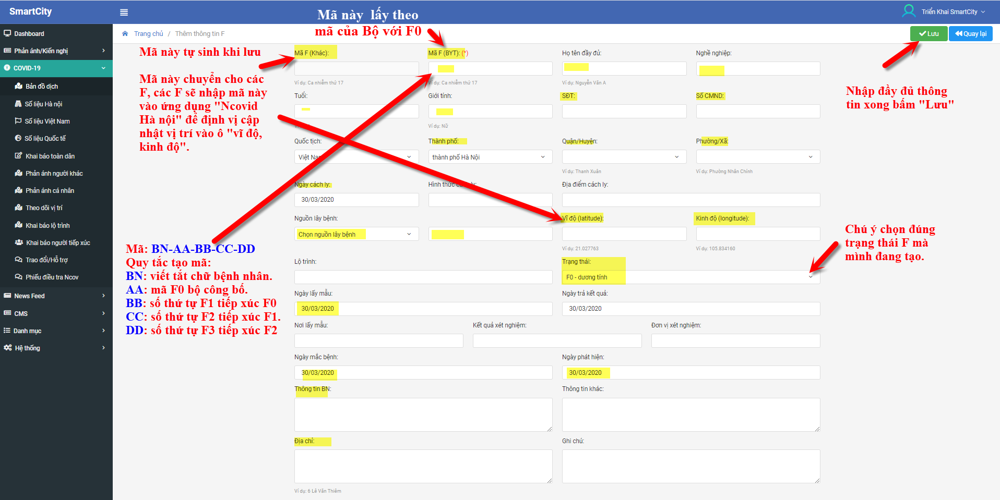 SmartCity
Triển Khai SmartCity
Dashboard
Phản ánh/Kiến nghị
COVID-19
Bản đồ dịch
Số liệu Hà nội
Số liệu Việt Nam
Số liệu Quốc tế
Khai báo toàn dân
Phản ánh người khác
Phản ánh cá nhân
Theo dõi vị trí
Khai báo lộ trình
Khai báo người tiếp xúc
Trao đổi/Hỗ trợ
Phiếu điều tra Ncov
News Feed
CMS
Danh mục
Hệ thống
Trang chủ / Thêm thông tin F
Lưu
Quay lại
Mã này lấy theo
mã của Bộ với F0
Mã này tự sinh khi lưu
Mã này chuyển cho các
F, các F sẽ nhập mã này
vào ứng dụng "Ncovid
Hà nội" để định vị cập
nhật vị trí vào ô "vĩ độ,
kinh độ".
Mã: BN-AA-BB-CC-DD
Quy tắc tạo mã:
BN: viết tắt chữ bệnh nhân.
AA: mã F0 bộ công bố.
BB: số thứ tự F1 tiếp xúc F0
CC: số thứ tự F2 tiếp xúc F1.
DD: số thứ tự F3 tiếp xúc F2
Nhập đầy đủ thông
tin xong bấm "Lưu"
Chú ý chọn đúng
trạng thái F mà
mình đang tạo.
Mã F (Khác): Mã F (BYT): (*) Họ tên đầy đủ: Nghề nghiệp:
Ví dụ: Ca nhiễm thứ 17 Ví dụ: Ca nhiễm thứ 17 Ví dụ: Nguyễn Văn A
Tuổi: Giới tính: SĐT: Số CMND:
Ví dụ: Nữ
Quốc tịch: Thành phố: Quận/Huyện: Phường/Xã:
Việt Nam thành phố Hà Nội
Ví dụ: Thanh Xuân Ví dụ: Phường Nhân Chính
Ngày cách ly: Hình thức cách ly: Địa điểm cách ly:
30/03/2020
Nguồn lây bệnh: Vĩ độ (latitude): Kinh độ (longitude):
Chọn nguồn lây bệnh
Ví dụ: 21.027763 Ví dụ: 105.834160
Lộ trình: Trạng thái:
F0 - dương tính
Ngày lấy mẫu: Ngày trả kết quả:
30/03/2020 30/03/2020
Nơi lấy mẫu: Kết quả xét nghiệm: Đơn vị xét nghiệm:
Ngày mắc bệnh: Ngày phát hiện:
30/03/2020 30/03/2020
Thông tin BN: Thông tin khác:
Địa chỉ: Ghi chú:
Ví dụ: 6 Lê Văn Thiêm